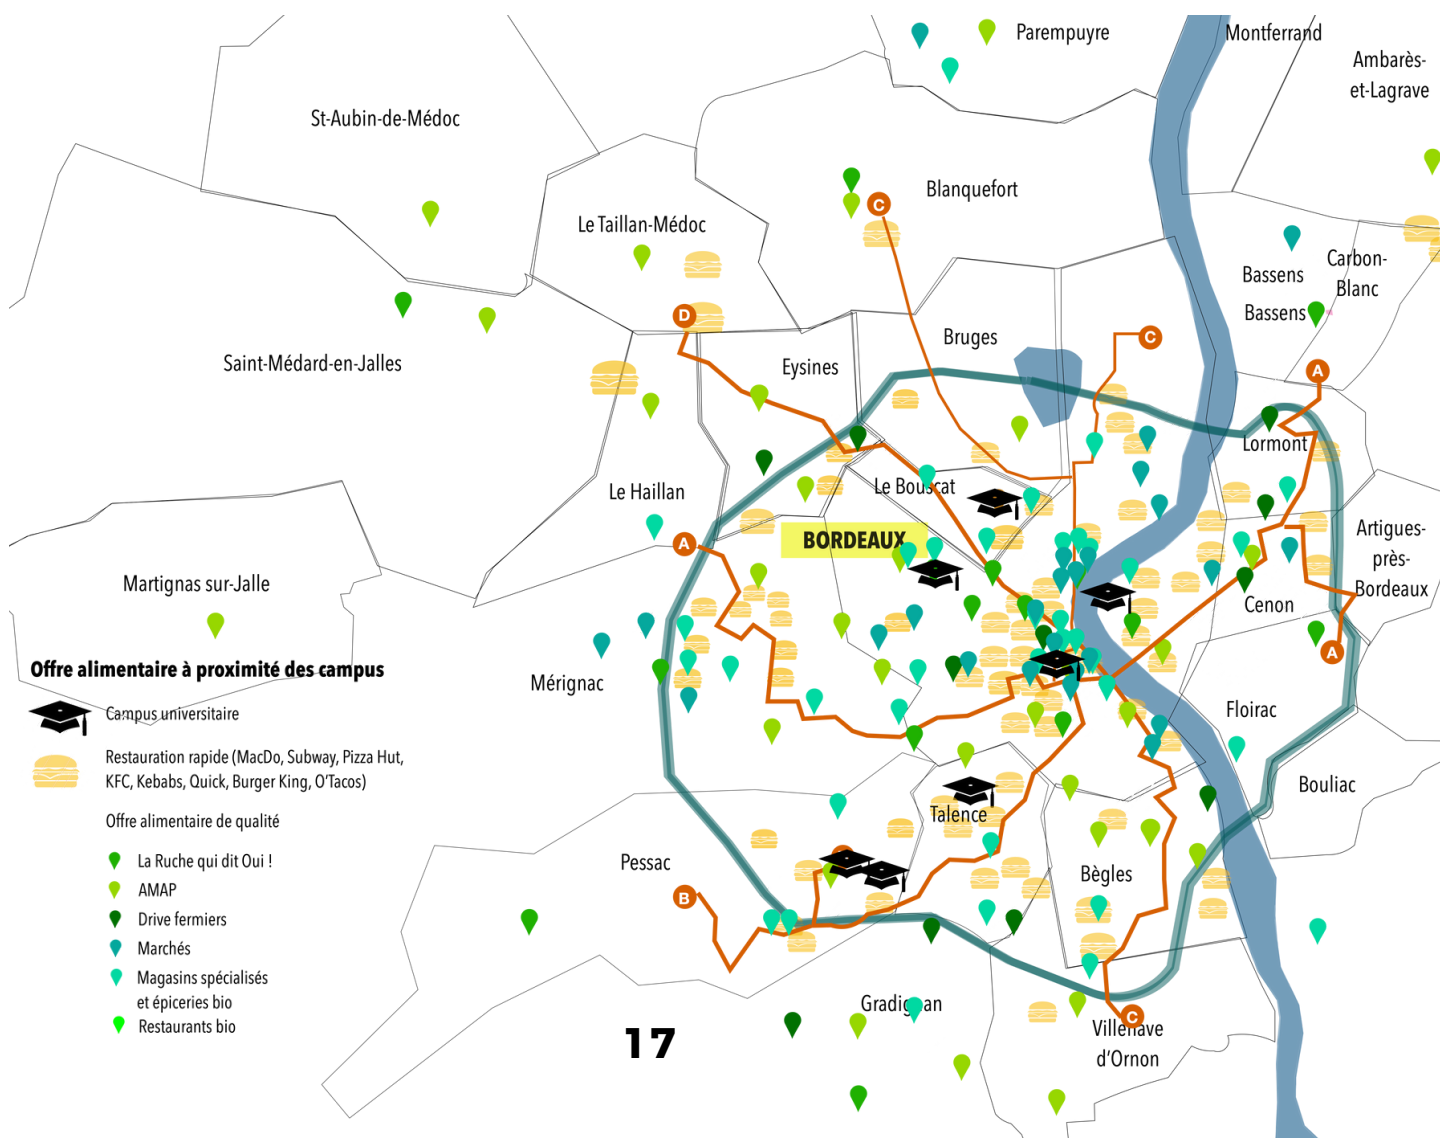 Parempuyre
Montferrand
Ambarès-
et-Lagrave
St-Aubin-de-Médoc
Blanquefort
C
Le Taillan-Médoc
Bassens
Carbon-
Blanc
Bassens
D
Bruges
C
Eysines
Saint-Médard-en-Jalles
A
Lormont
Le Haillan
Le Bouscat
BORDEAUX
A
Artigues-
près-
Bordeaux
Martignas sur-Jalle
Cenon
A
Mérignac
Floirac
Bouliac
Talence
Pessac
Bègles
B
Gradignan
C
Villenave
d'Ornon
Offre alimentaire à proximité des campus
Campus universitaire
Restauration rapide (MacDo, Subway, Pizza Hut,
KFC, Kebabs, Quick, Burger King, O'Tacos)
Offre alimentaire de qualité
La Ruche qui dit Oui !
AMAP
Drive fermiers
Marchés
Magasins spécialisés
et épiceries bio
Restaurants bio
17